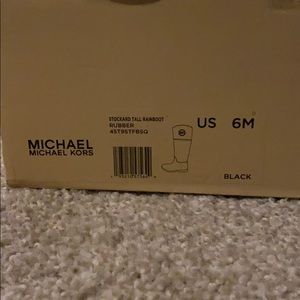 STOCKARD TALL RAINBOOT
RUBBER
45T9STFB5Q
US 6M
MICHAEL
MICHAEL KORS
BLACK